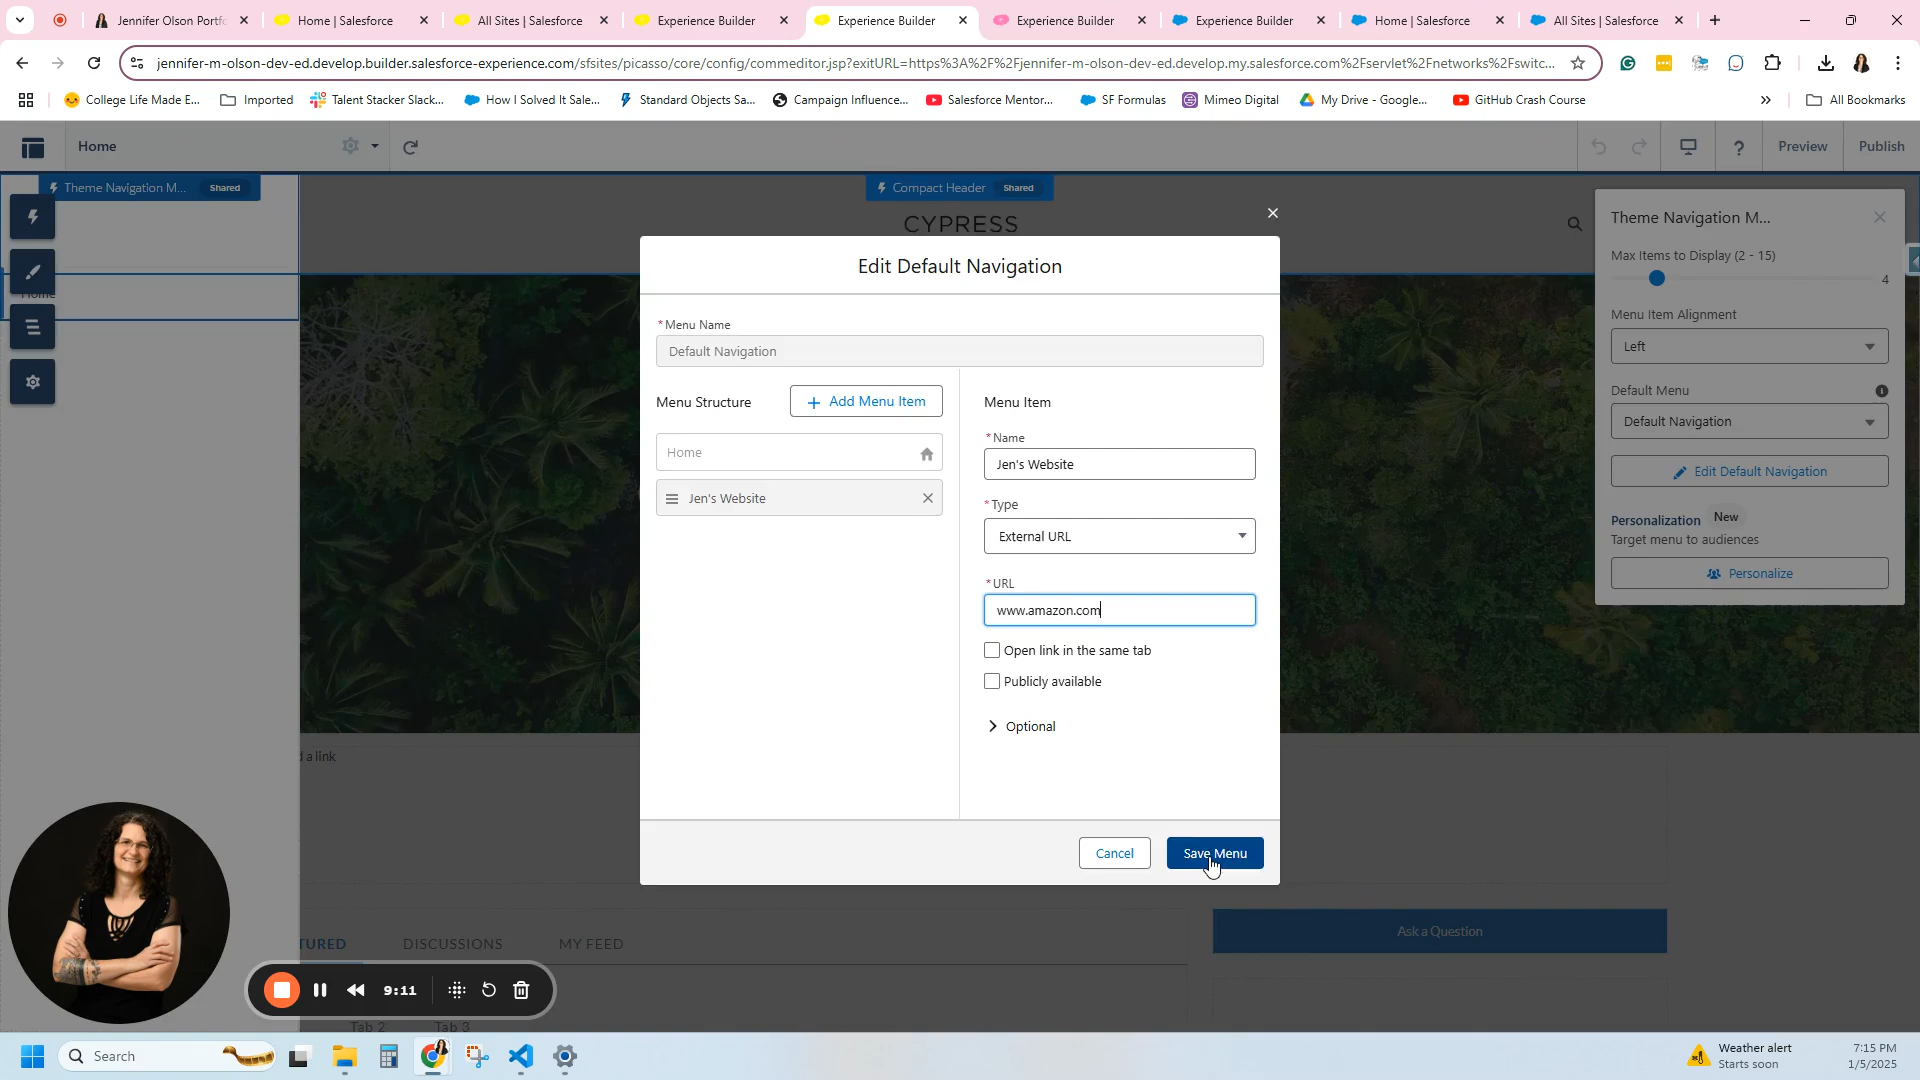 Jennifer Olson Portfo
Home | Salesforce
All Sites | Salesforce
Experience Builder
Experience Builder
Experience Builder
Experience Builder
Home | Salesforce
All Sites | Salesforce
jennifer-m-olson-dev-ed.develop.builder.salesforce-experience.com/sfsites/picasso/core/config/commeditor.jsp?exitURL=https%3A%2F%2Fjennifer-m-olson-dev-ed.develop.my.salesforce.com%2Fservlet%2Fnetworks%2Fswitc...
College Life Made E...
Imported
Talent Stacker Slack...
How I Solved It Sale...
Standard Objects Sa...
Campaign Influence...
Salesforce Mentor...
SF Formulas
Mimeo Digital
My Drive - Google...
GitHub Crash Course
All Bookmarks
Home
Preview
Publish
Theme Navigation M...
Shared
Compact Header
Shared
CYPRESS
Home
Edit Default Navigation
*Menu Name
Default Navigation
Menu Structure
Add Menu Item
Home
Jen's Website
Menu Item
*Name
Jen's Website
*Type
External URL
*URL
www.amazon.com
Open link in the same tab
Publicly available
Optional
Cancel
Save Menu
Theme Navigation M...
Max Items to Display (2 - 15)
4
Menu Item Alignment
Left
Default Menu
Default Navigation
Edit Default Navigation
Personalization
New
Target menu to audiences
Personalize
d a link
TURED
DISCUSSIONS
MY FEED
Ask a Question
Tab 2
Tab 3
9:11
Search
Weather alert
Starts soon
7:15 PM
1/5/2025